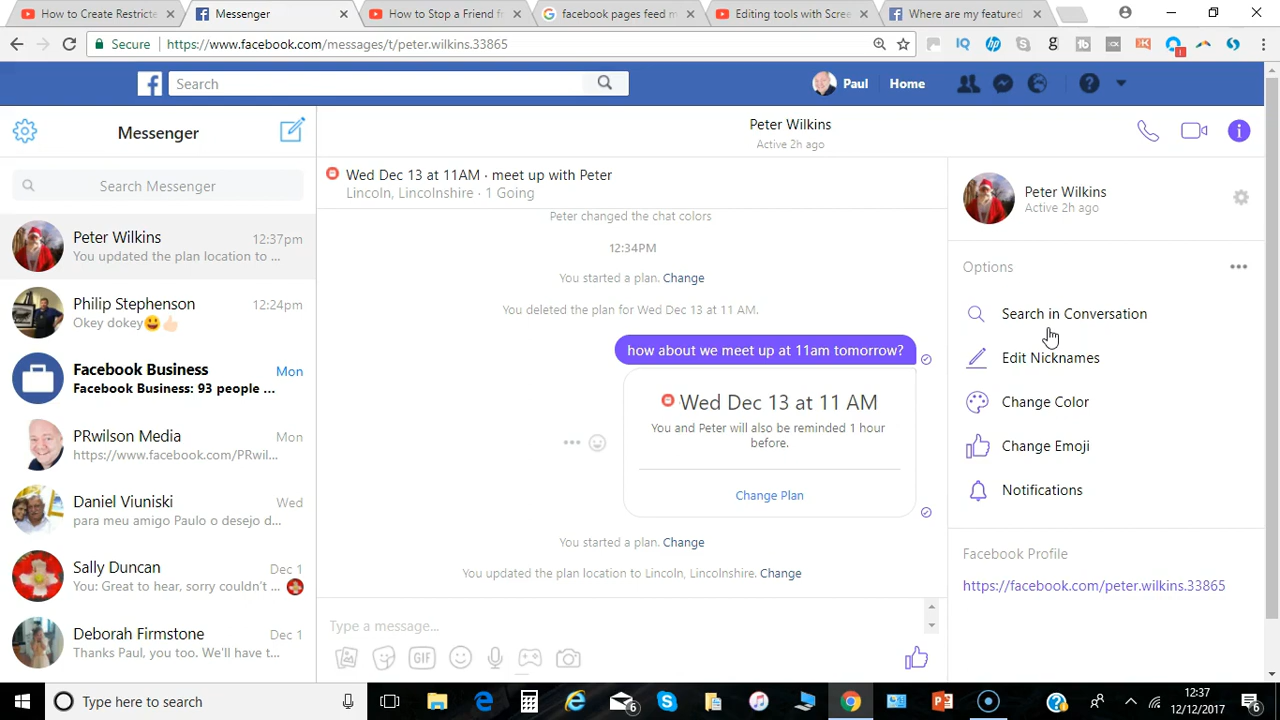 How to Create Restricte
Messenger
How to Stop a Friend f
facebook pages feed m
Editing tools with Scree
Where are my featured
Secure
https://www.facebook.com/messages/t/peter.wilkins.33865
Search
Paul
Home
Messenger
Search Messenger
Peter Wilkins
12:37pm
You updated the plan location to ...
Philip Stephenson
12:24pm
Okey dokey😃👍
Facebook Business
Mon
Facebook Business: 93 people ...
PRwilson Media
Mon
https://www.facebook.com/PRwil...
Daniel Viuniski
Wed
para meu amigo Paulo o desejo d...
Sally Duncan
Dec 1
You: Great to hear, sorry couldn't ...
Deborah Firmstone
Dec 1
Thanks Paul, you too. We'll have t...
Peter Wilkins
Active 2h ago
Wed Dec 13 at 11AM · meet up with Peter
Lincoln, Lincolnshire · 1 Going
Peter changed the chat colors
12:34PM
You started a plan. Change
You deleted the plan for Wed Dec 13 at 11 AM.
how about we meet up at 11am tomorrow?
Wed Dec 13 at 11 AM
You and Peter will also be reminded 1 hour
before.
Change Plan
You started a plan. Change
You updated the plan location to Lincoln, Lincolnshire. Change
Type a message...
GIF
Peter Wilkins
Active 2h ago
Options
Search in Conversation
Edit Nicknames
Change Color
Change Emoji
Notifications
Facebook Profile
https://facebook.com/peter.wilkins.33865
Type here to search
6
12:37
12/12/2017
6